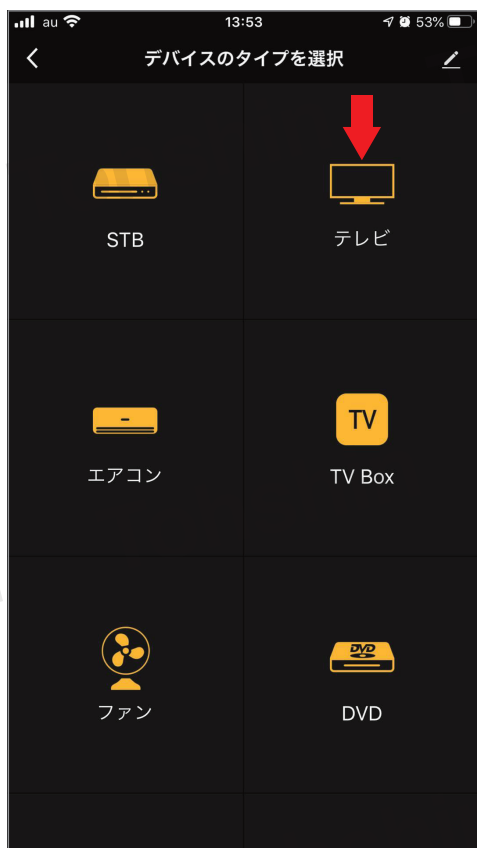 au 13:53 53%
デバイスのタイプを選択
STB テレビ
TV
エアコン TV Box
DVD
ファン DVD